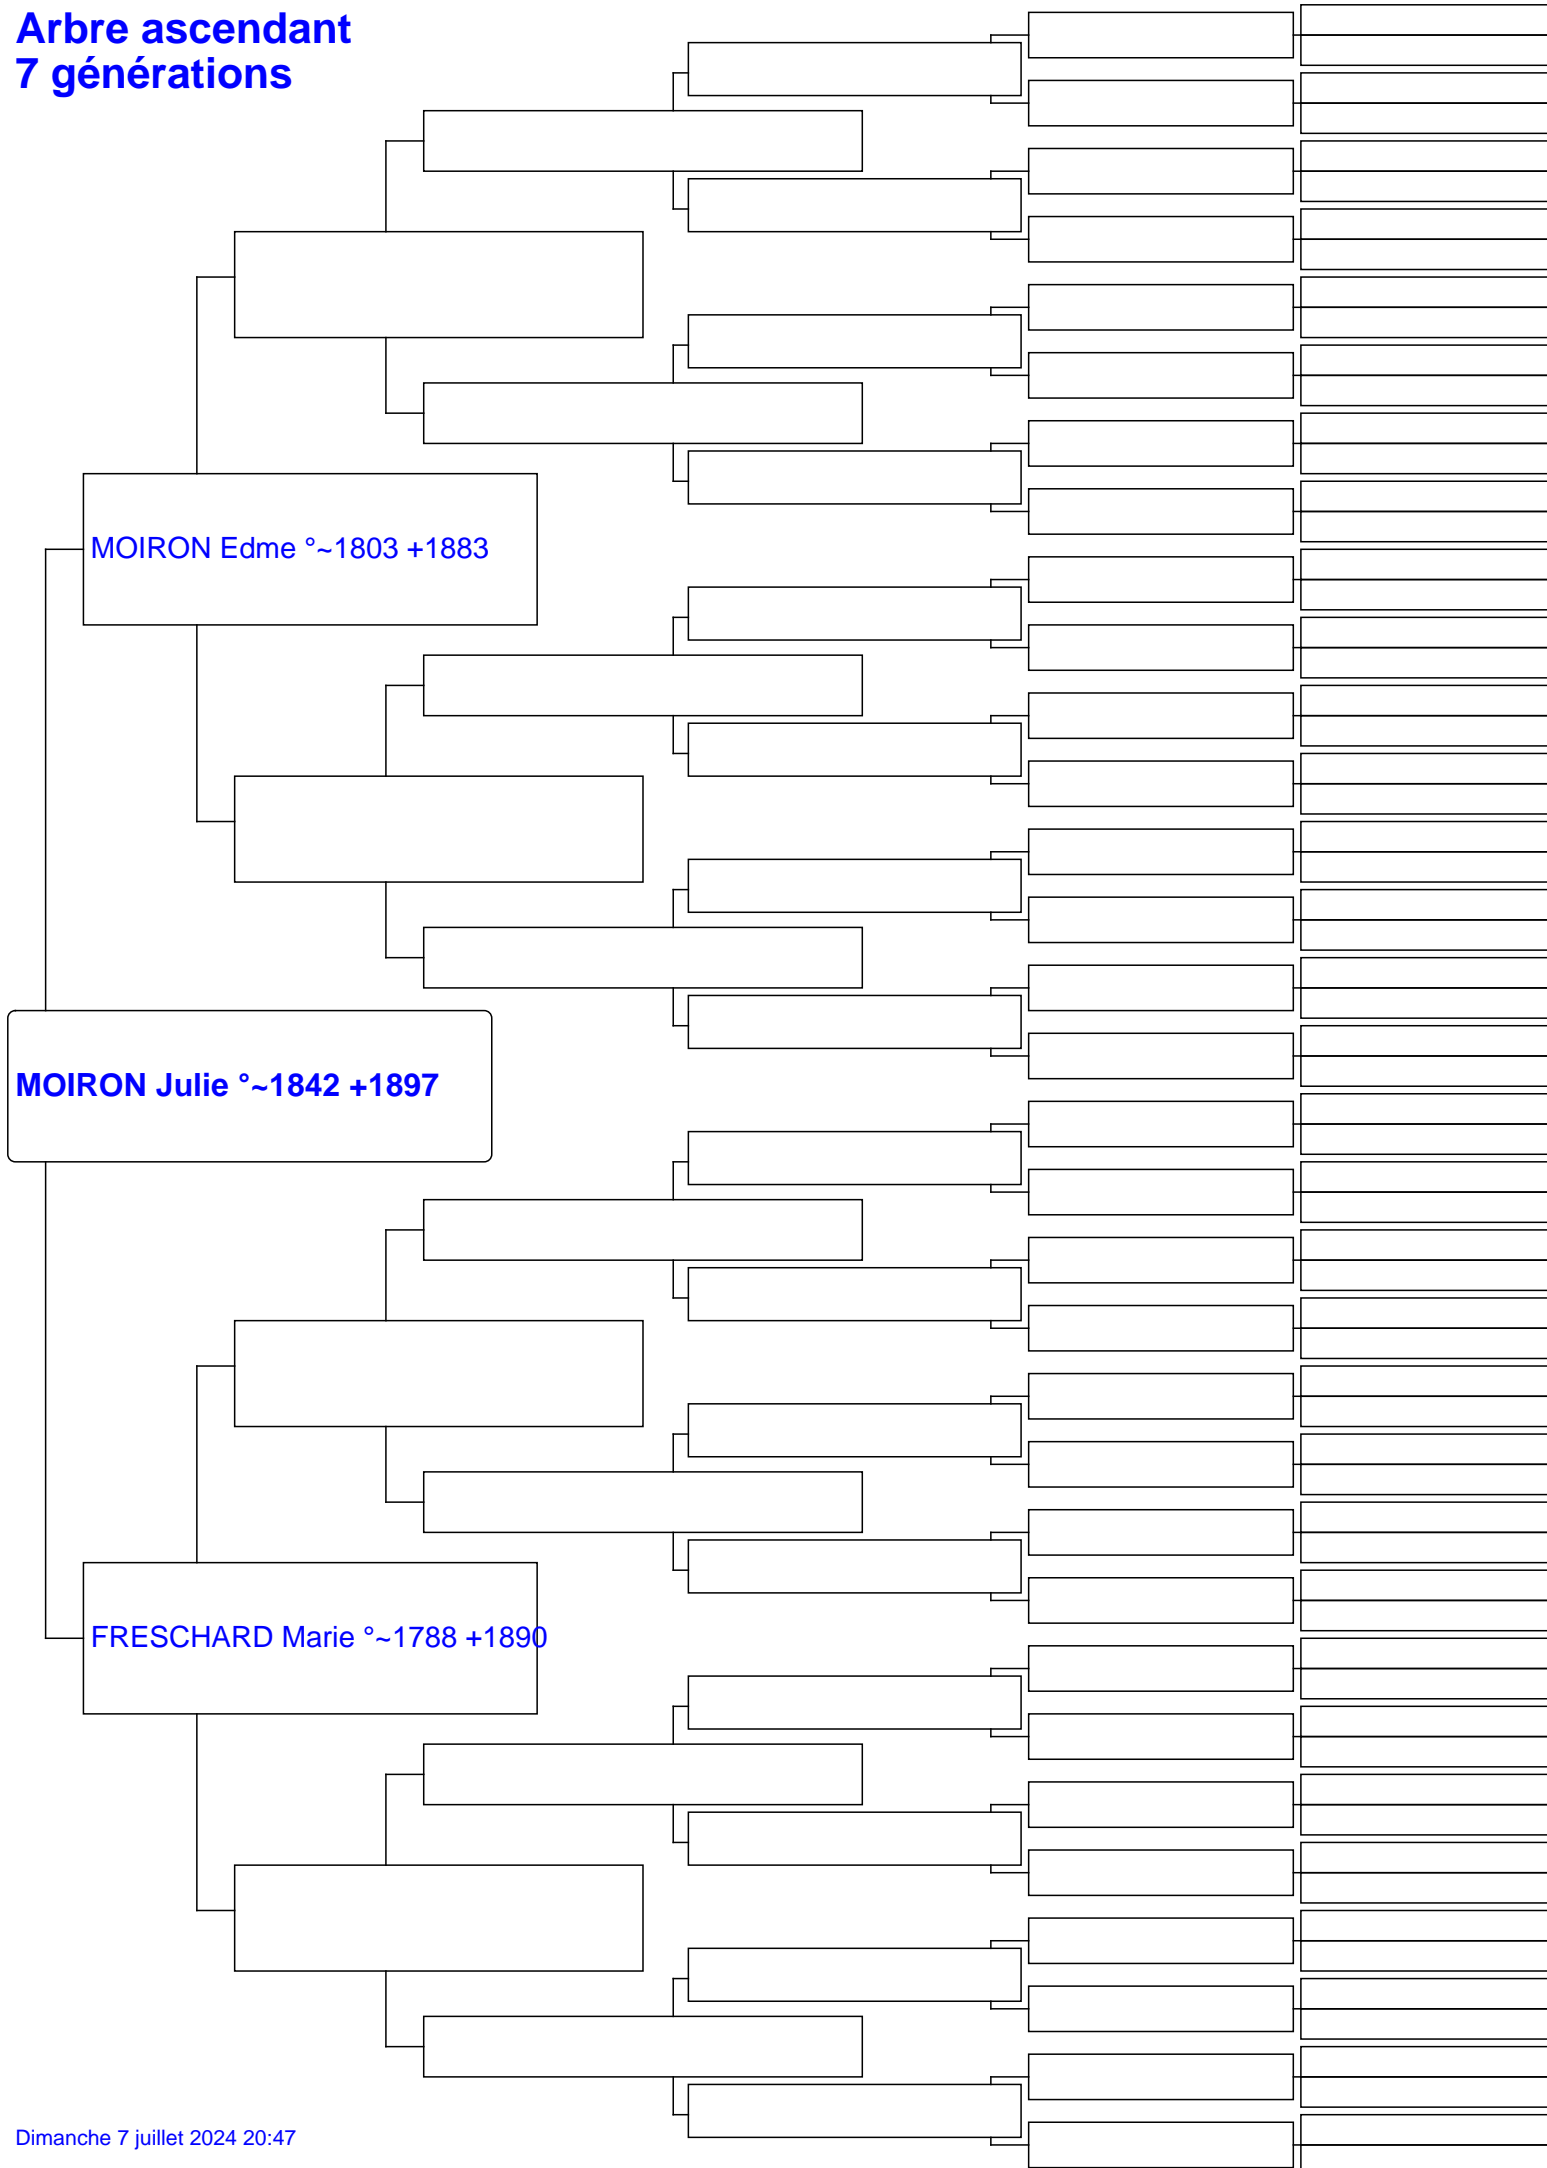 Arbre ascendant
7 générations
MOIRON Edme °~1803 +1883
MOIRON Julie °~1842 +1897
FRESCHARD Marie °~1788 +1890
Dimanche 7 juillet 2024 20:47